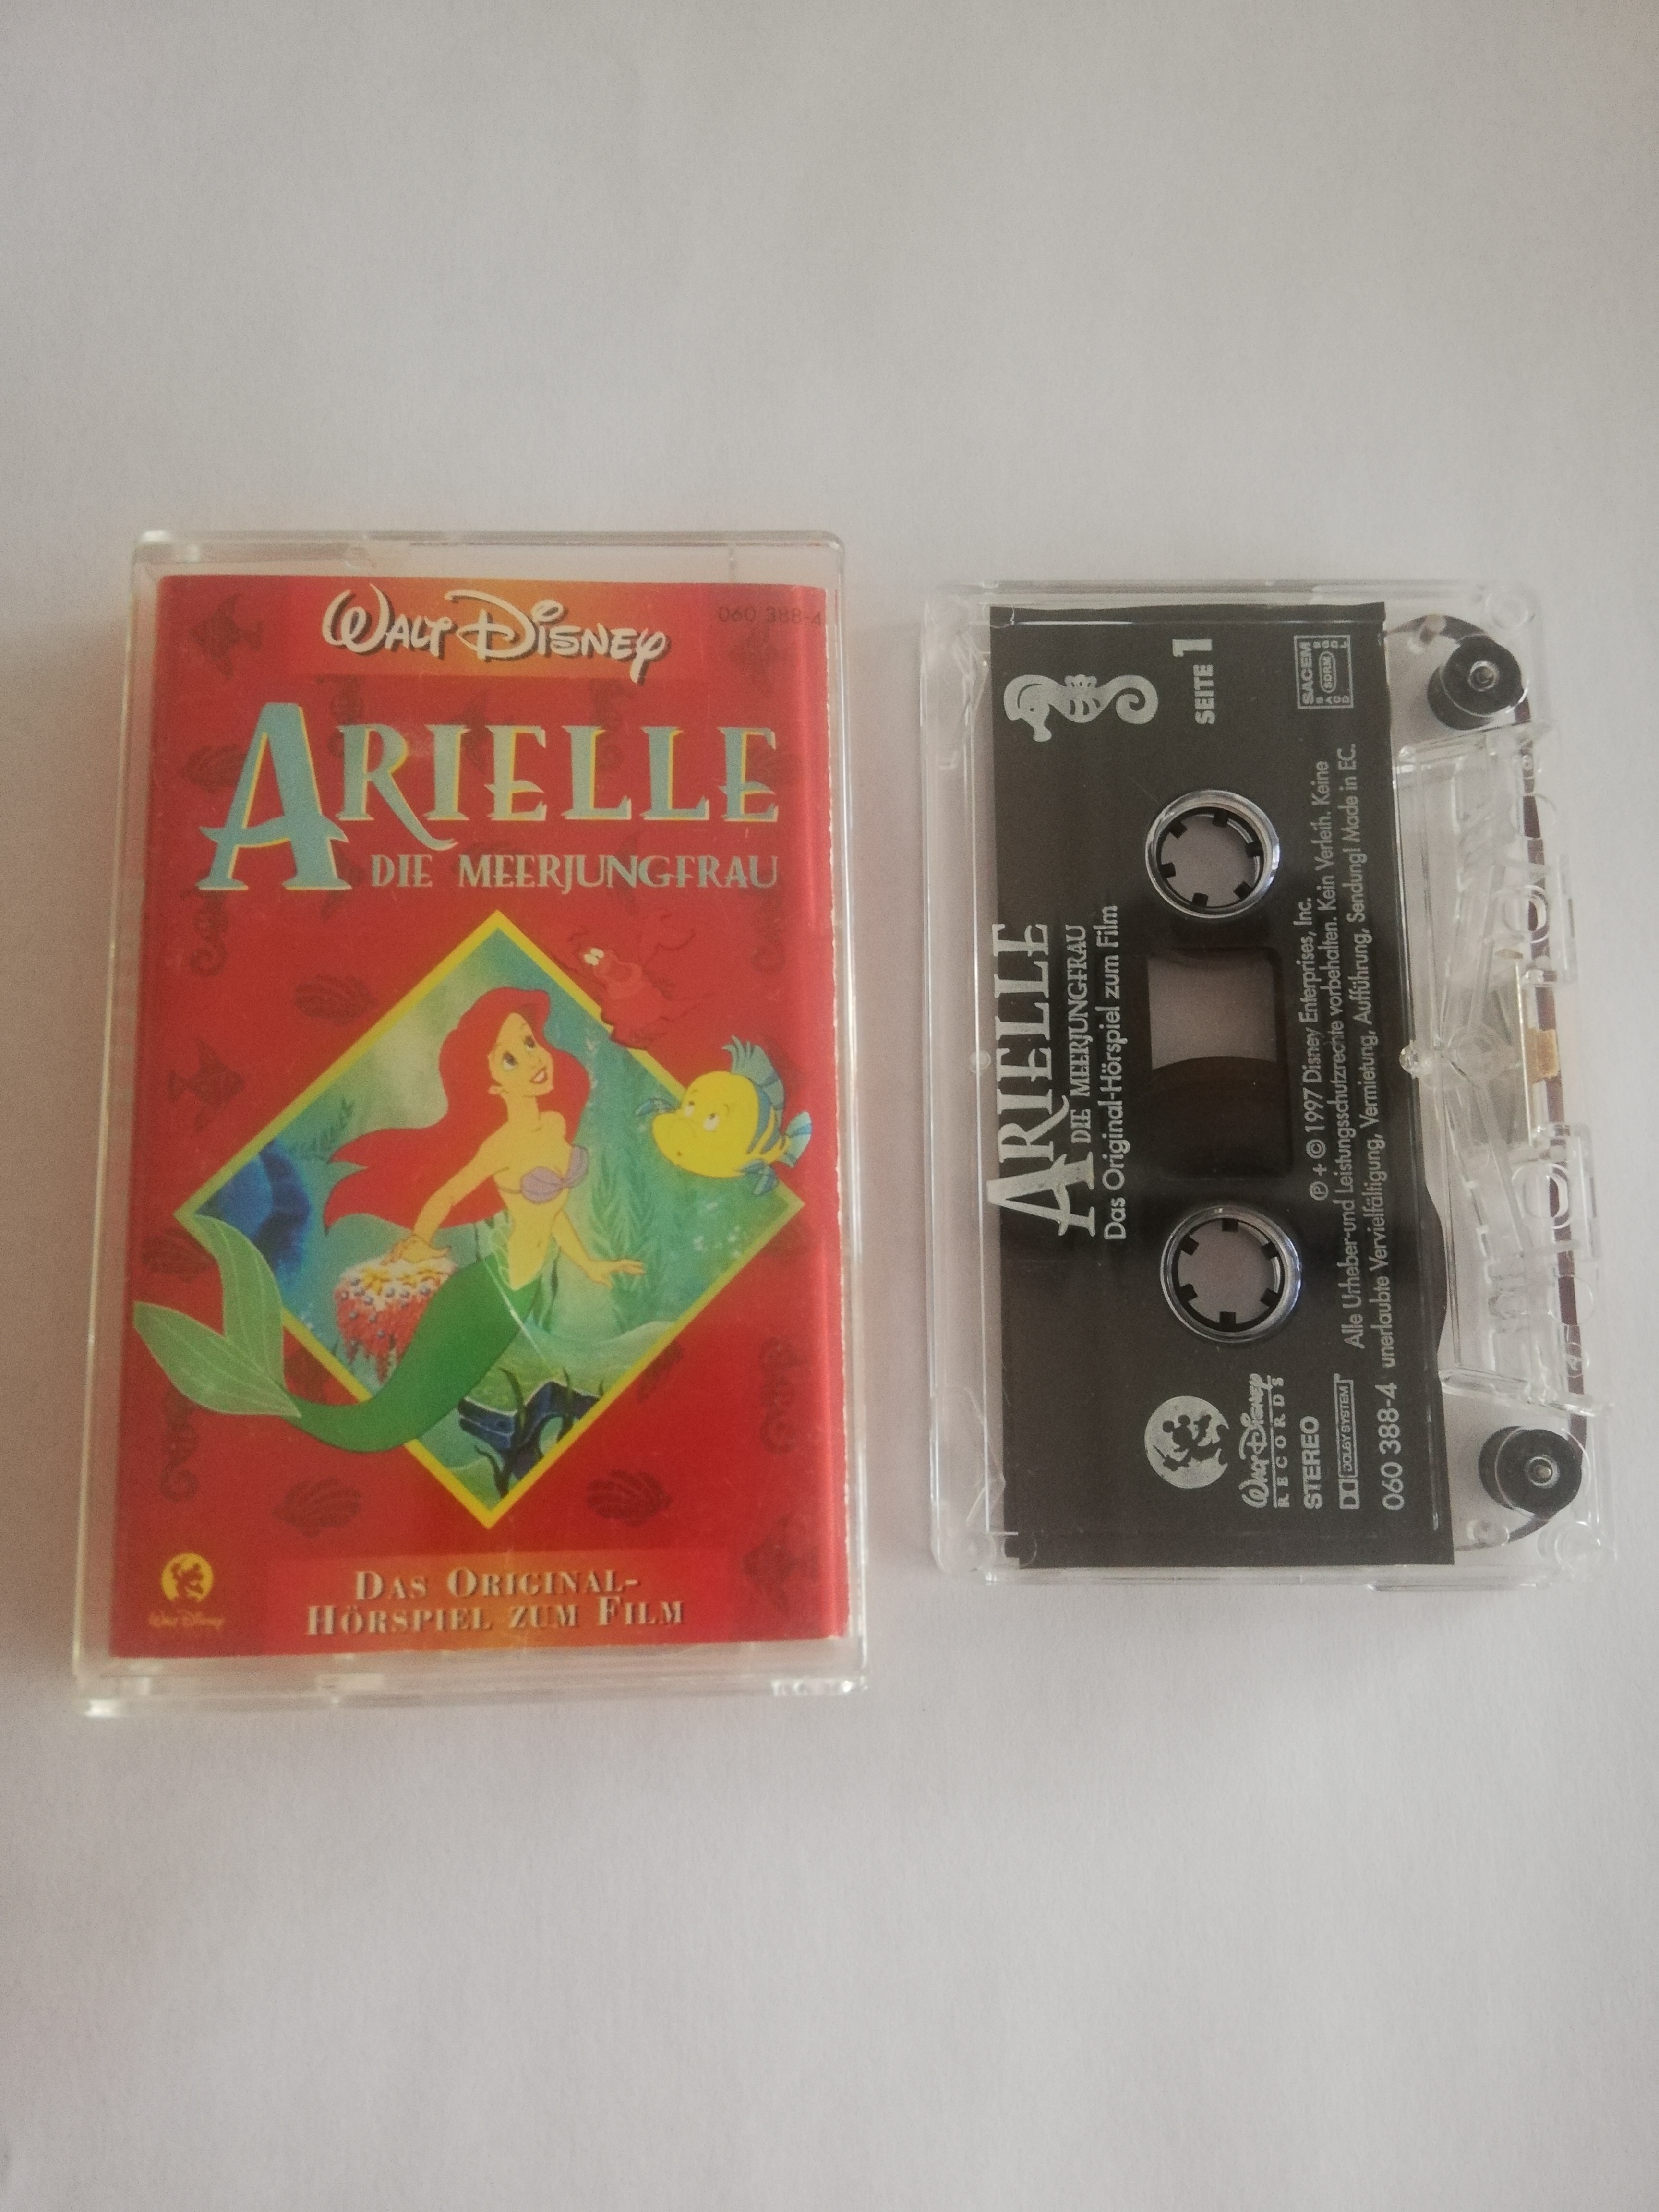 WALT DISNEY
060 388-4
ARIELLE
DIE MEERJUNGFRAU
Walt Disney
DAS ORIGINAL-
HÖRSPIEL ZUM FILM
ARIELLE
DIE MEERJUNGFRAU
Das Original-Hörspiel zum Film
SEITE 1
SACEM
SDRM
Walt Disney
RECORDS
STEREO
DOLBY SYSTEM
060 388-4
℗ + © 1997 Disney Enterprises, Inc.
Alle Urheber-und Leistungsschutzrechte vorbehalten. Kein Verleih. Keine
unerlaubte Vervielfältigung, Vermietung, Aufführung, Sendung! Made in EC.